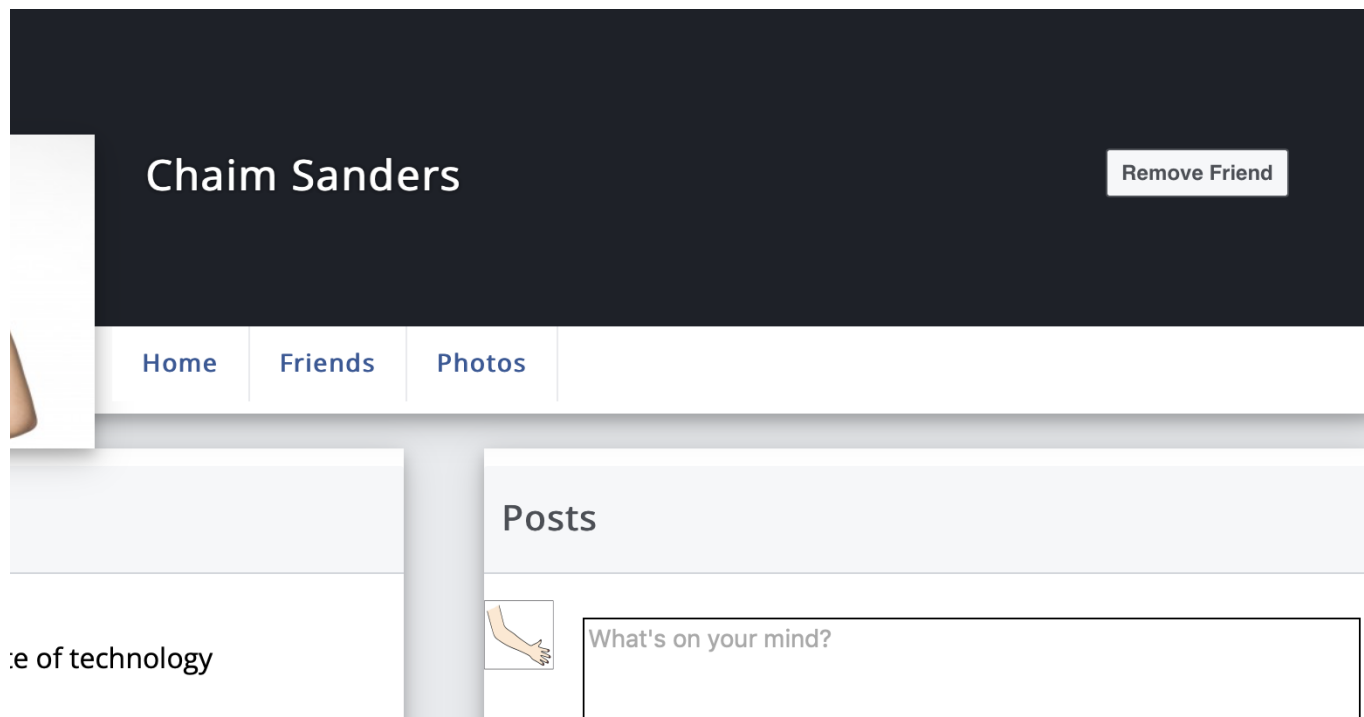 Chaim Sanders
Remove Friend
Home
Friends
Photos
Posts
What's on your mind?
of technology